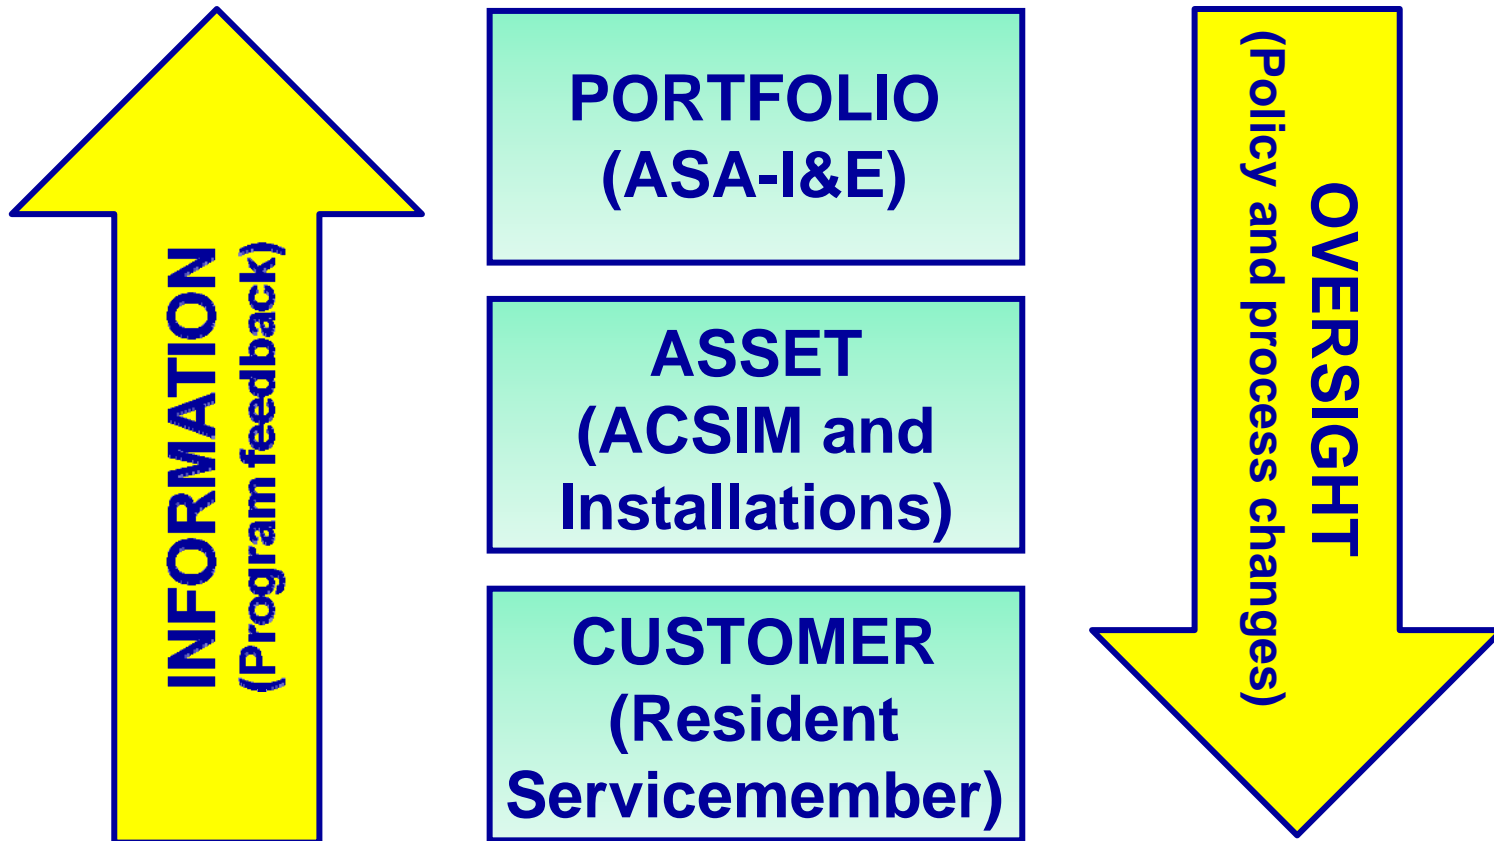 INFORMATION
(Program feedback)
PORTFOLIO
(ASA-I&E)
ASSET
(ACSIM and
Installations)
CUSTOMER
(Resident
Servicemember)
OVERSIGHT
(Policy and process changes)